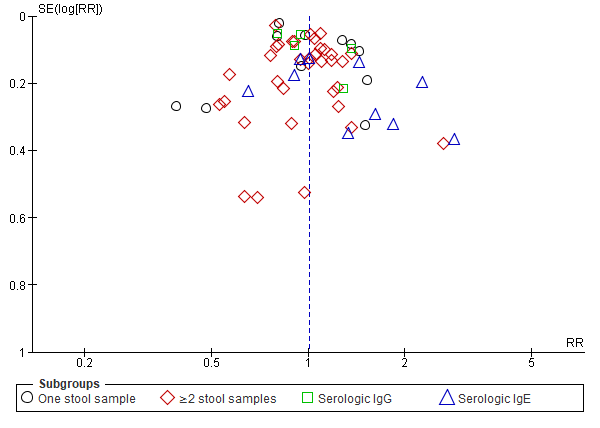 SE(log[RR])
0
0.2
0.4
0.6
0.8
1
0.2 0.5 1 2 5
RR
Subgroups
One stool sample ≥2 stool samples Serologic IgG Serologic IgE